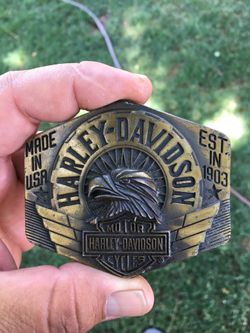 HARLEY-DAVIDSON
MADE
IN
USA
EST.
IN
1903
MOTOR
HARLEY-DAVIDSON
CYCLES